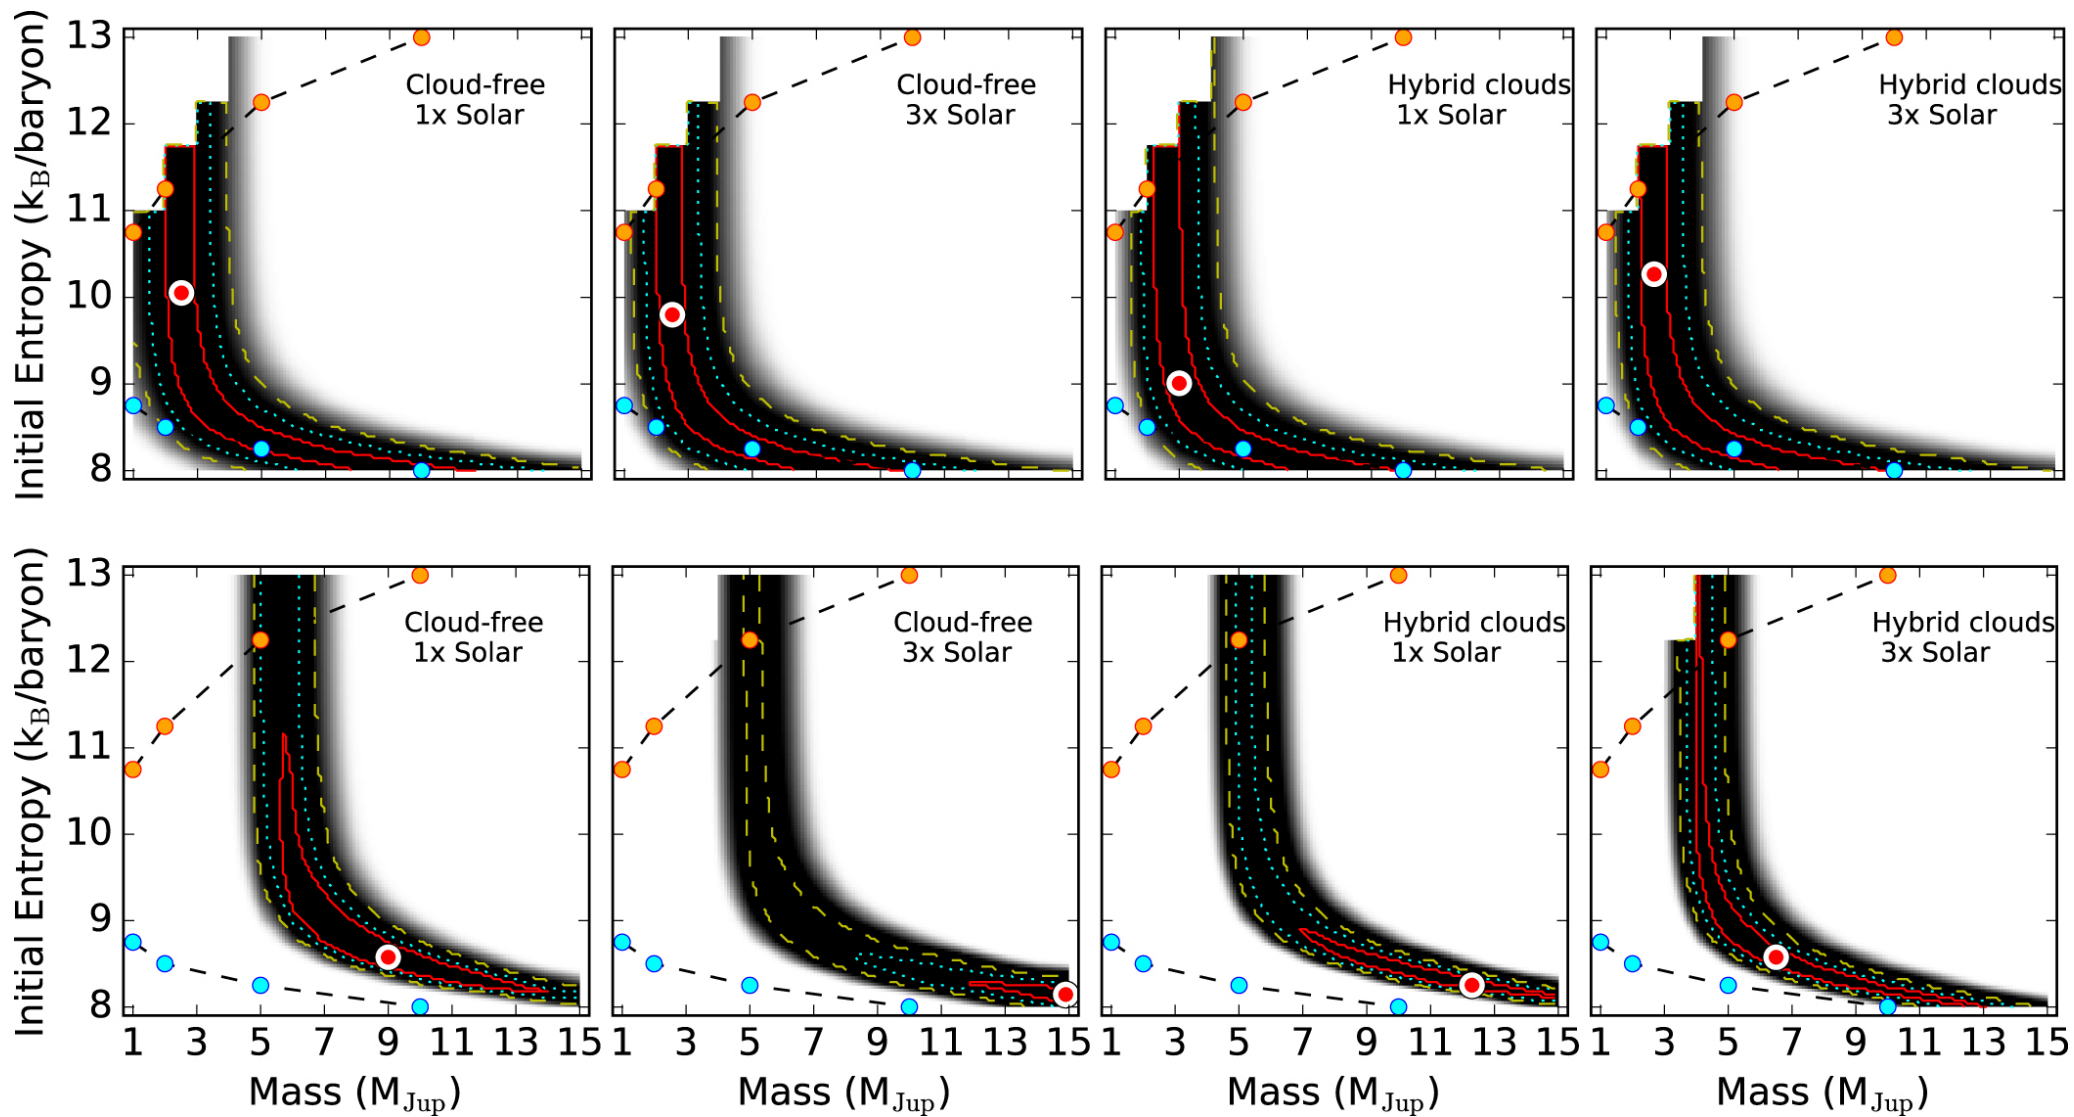 Initial Entropy (kB/baryon)
13
12
11
10
9
8
Cloud-free
1x Solar
Cloud-free
3x Solar
Hybrid clouds
1x Solar
Hybrid clouds
3x Solar
Initial Entropy (kB/baryon)
13
12
11
10
9
8
Cloud-free
1x Solar
Cloud-free
3x Solar
Hybrid clouds
1x Solar
Hybrid clouds
3x Solar
1 3 5 7 9 11 13 15
1 3 5 7 9 11 13 15
1 3 5 7 9 11 13 15
1 3 5 7 9 11 13 15
Mass (MJup)
Mass (MJup)
Mass (MJup)
Mass (MJup)